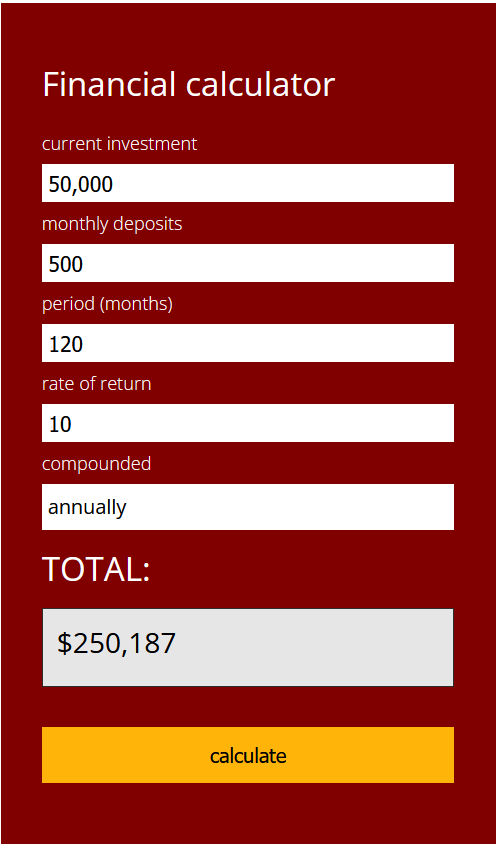 Financial calculator
current investment
50,000
monthly deposits
500
period (months)
120
rate of return
10
compounded
annually
TOTAL:
$250,187
calculate